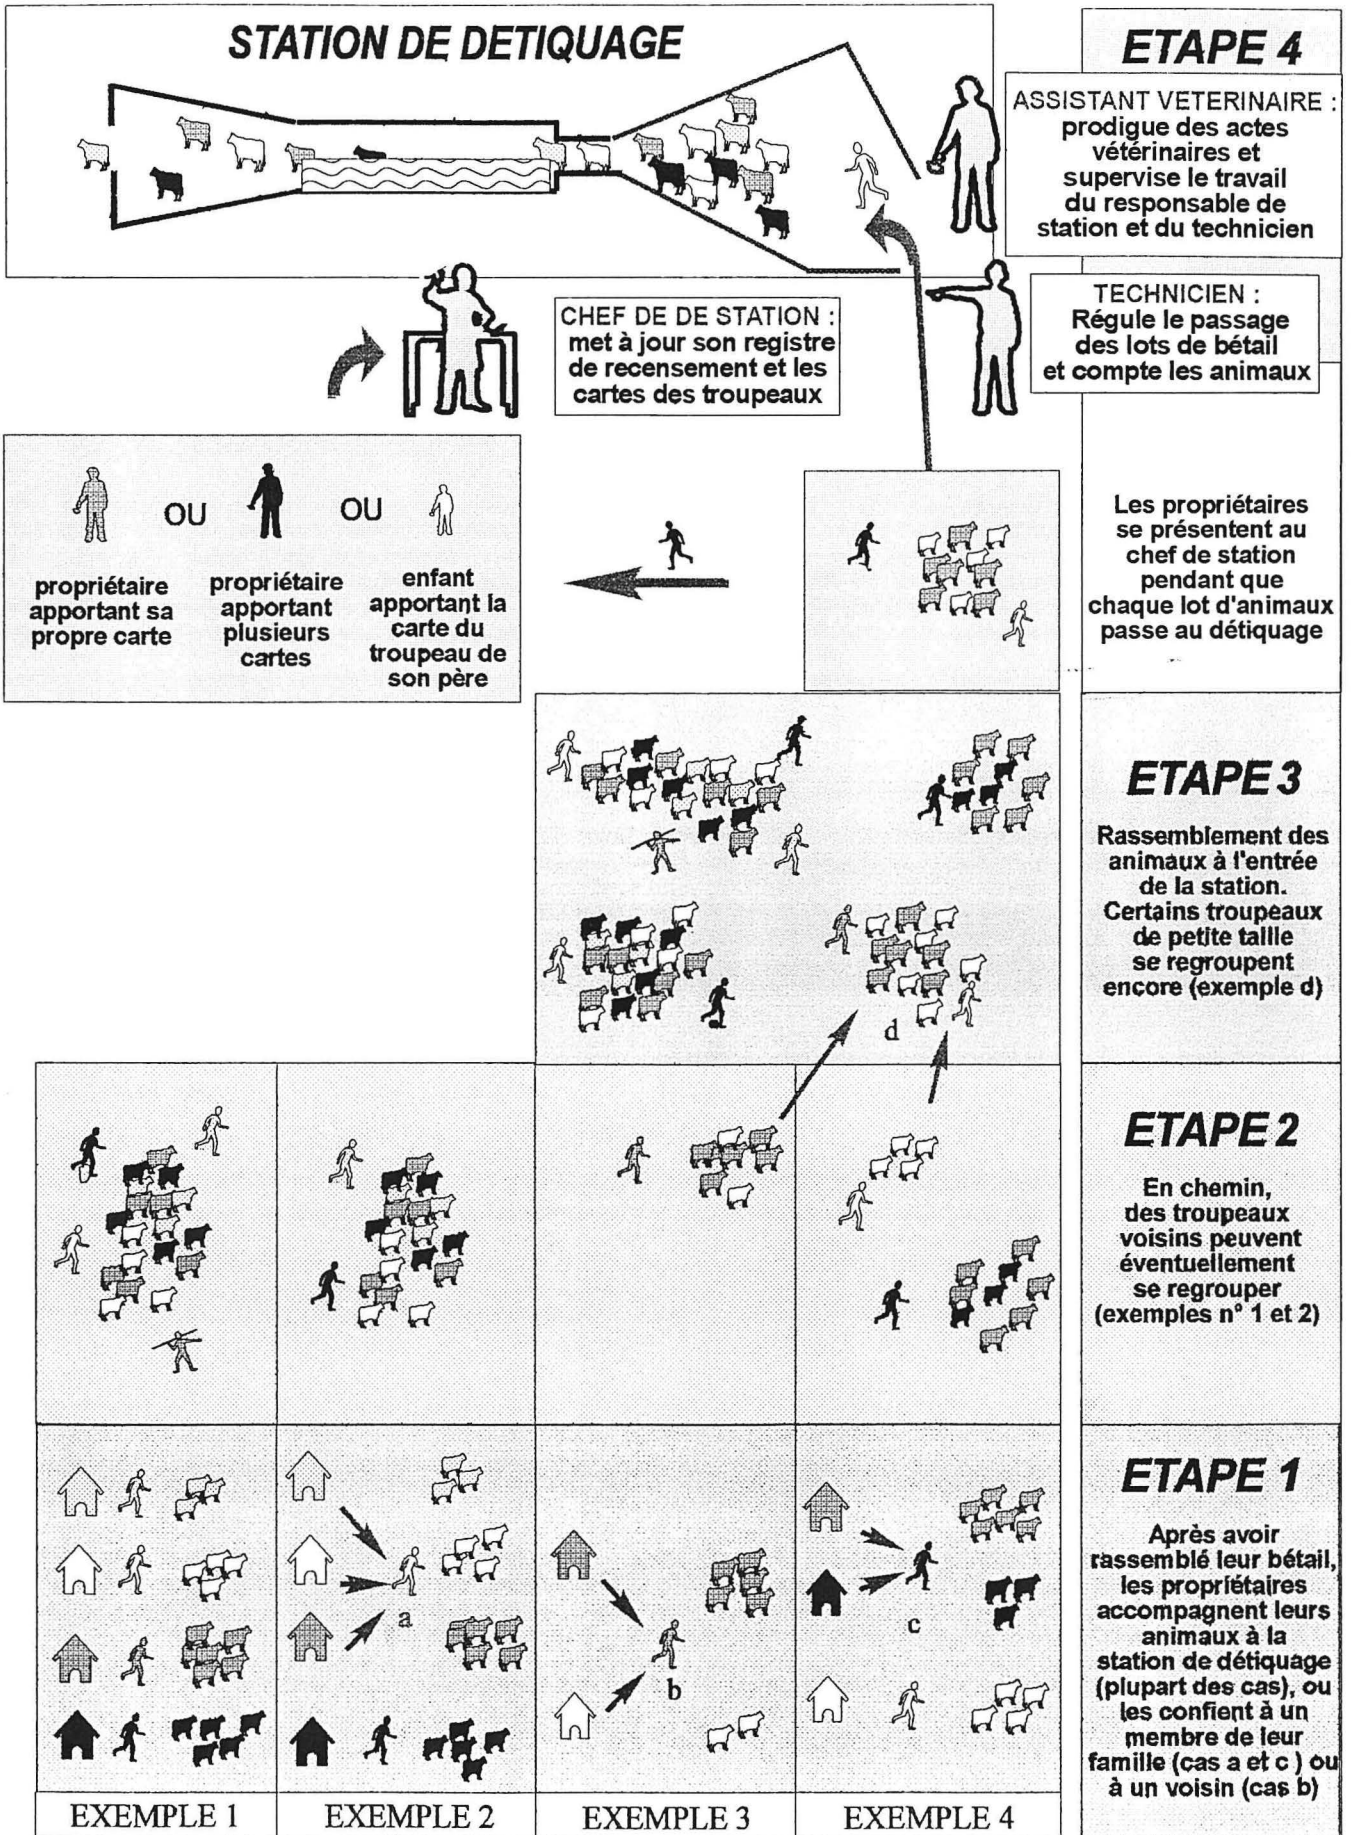 STATION DE DETIQUAGE
ETAPE 4
ASSISTANT VETERINAIRE :
prodigue des actes
vétérinaires et
supervise le travail
du responsable de
station et du technicien
TECHNICIEN :
Régule le passage
des lots de bétail
et compte les animaux
CHEF DE DE STATION :
met à jour son registre
de recensement et les
cartes des troupeaux
OU
OU
propriétaire
apportant sa
propre carte
propriétaire
apportant
plusieurs
cartes
enfant
apportant la
carte du
troupeau de
son père
Les propriétaires
se présentent au
chef de station
pendant que
chaque lot d'animaux
passe au détiquage
ETAPE 3
Rassemblement des
animaux à l'entrée
de la station.
Certains troupeaux
de petite taille
se regroupent
encore (exemple d)
d
ETAPE 2
En chemin,
des troupeaux
voisins peuvent
éventuellement
se regrouper
(exemples n° 1 et 2)
ETAPE 1
Après avoir
rassemblé leur bétail,
les propriétaires
accompagnent leurs
animaux à la
station de détiquage
(plupart des cas), ou
les confient à un
membre de leur
famille (cas a et c ) ou
à un voisin (cas b)
a
b
c
EXEMPLE 1
EXEMPLE 2
EXEMPLE 3
EXEMPLE 4